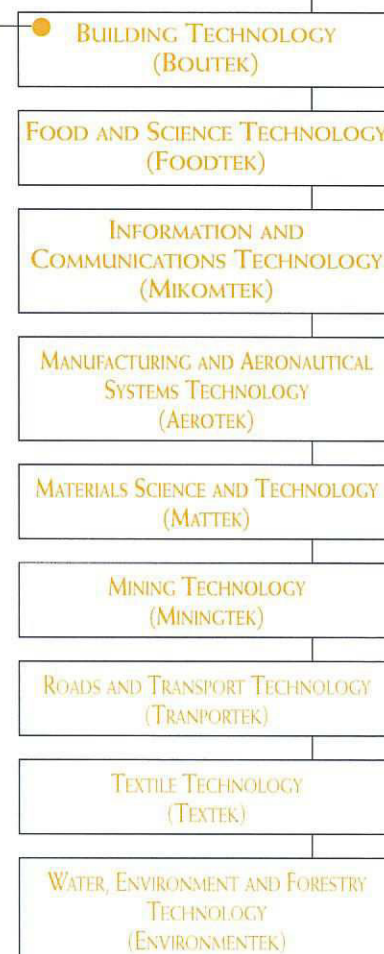 BUILDING TECHNOLOGY
(BOUTEK)
FOOD AND SCIENCE TECHNOLOGY
(FOODTEK)
INFORMATION AND
COMMUNICATIONS TECHNOLOGY
(MIKOMTEK)
MANUFACTURING AND AERONAUTICAL
SYSTEMS TECHNOLOGY
(AEROTEK)
MATERIALS SCIENCE AND TECHNOLOGY
(MATTEK)
MINING TECHNOLOGY
(MININGTEK)
ROADS AND TRANSPORT TECHNOLOGY
(TRANPORTEK)
TEXTILE TECHNOLOGY
(TEXTEK)
WATER, ENVIRONMENT AND FORESTRY
TECHNOLOGY
(ENVIRONMENTEK)